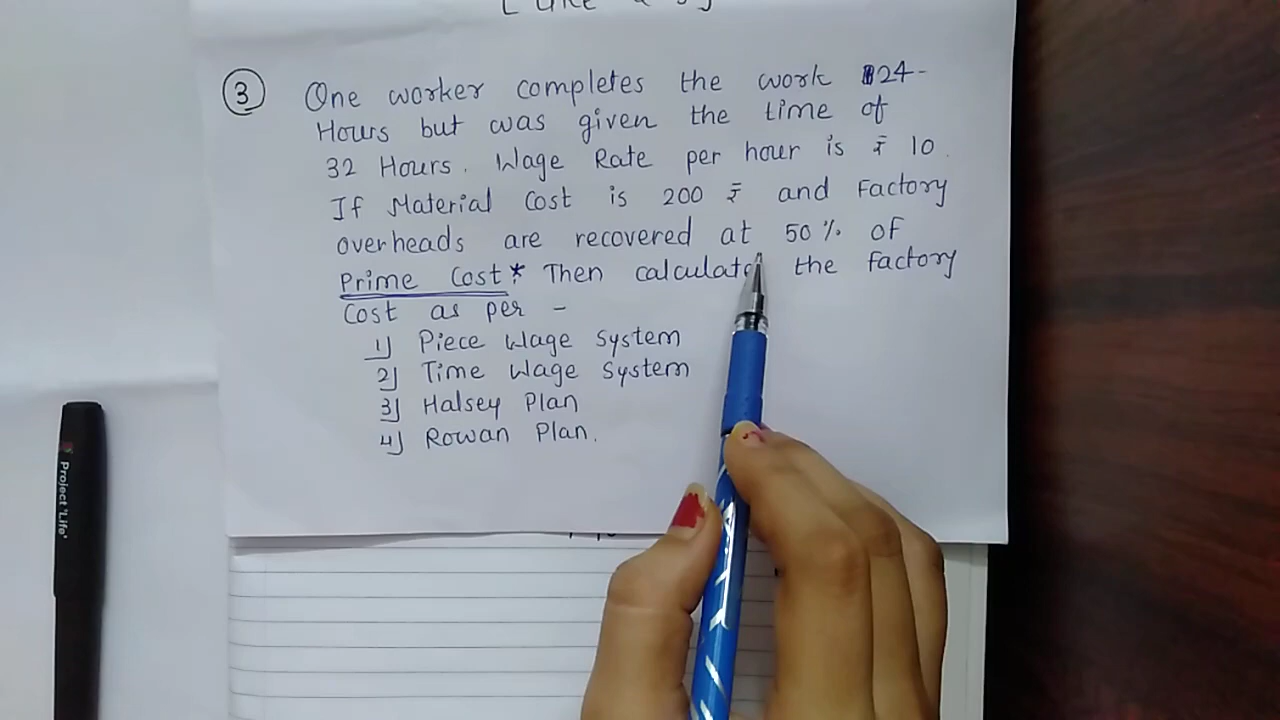 3 One worker completes the work 24-
Hours but was given the time of
32 Hours. Wage Rate per hour is ₹ 10.
If Material Cost is 200 ₹ and Factory
overheads are recovered at 50% of
Prime Cost* Then calculate the factory
Cost as per -
1) Piece Wage System
2) Time Wage System
3) Halsey Plan
4) Rowan Plan.
Project 'Life'